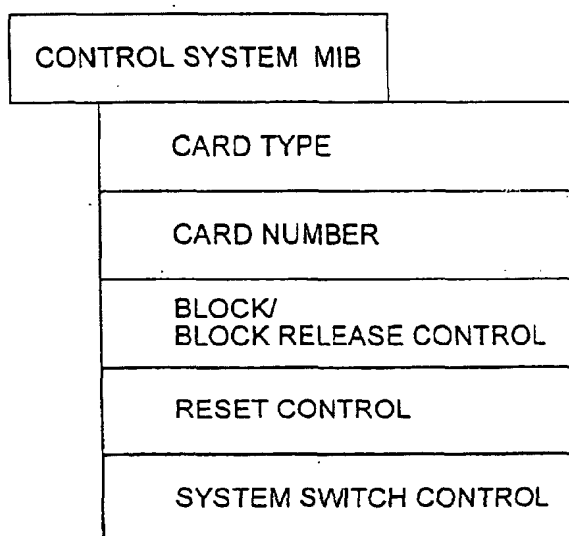 CONTROL SYSTEM MIB
CARD TYPE
CARD NUMBER
BLOCK/
BLOCK RELEASE CONTROL
RESET CONTROL
SYSTEM SWITCH CONTROL